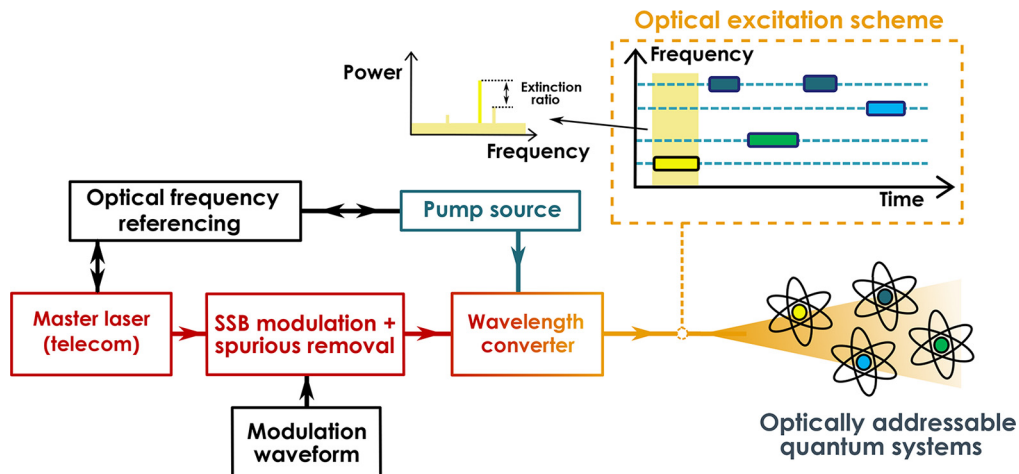 Optical excitation scheme
Power
Extinction
ratio
Frequency
Frequency
Time
Optical frequency
referencing
Pump source
Master laser
(telecom)
SSB modulation +
spurious removal
Wavelength
converter
Modulation
waveform
Optically addressable
quantum systems